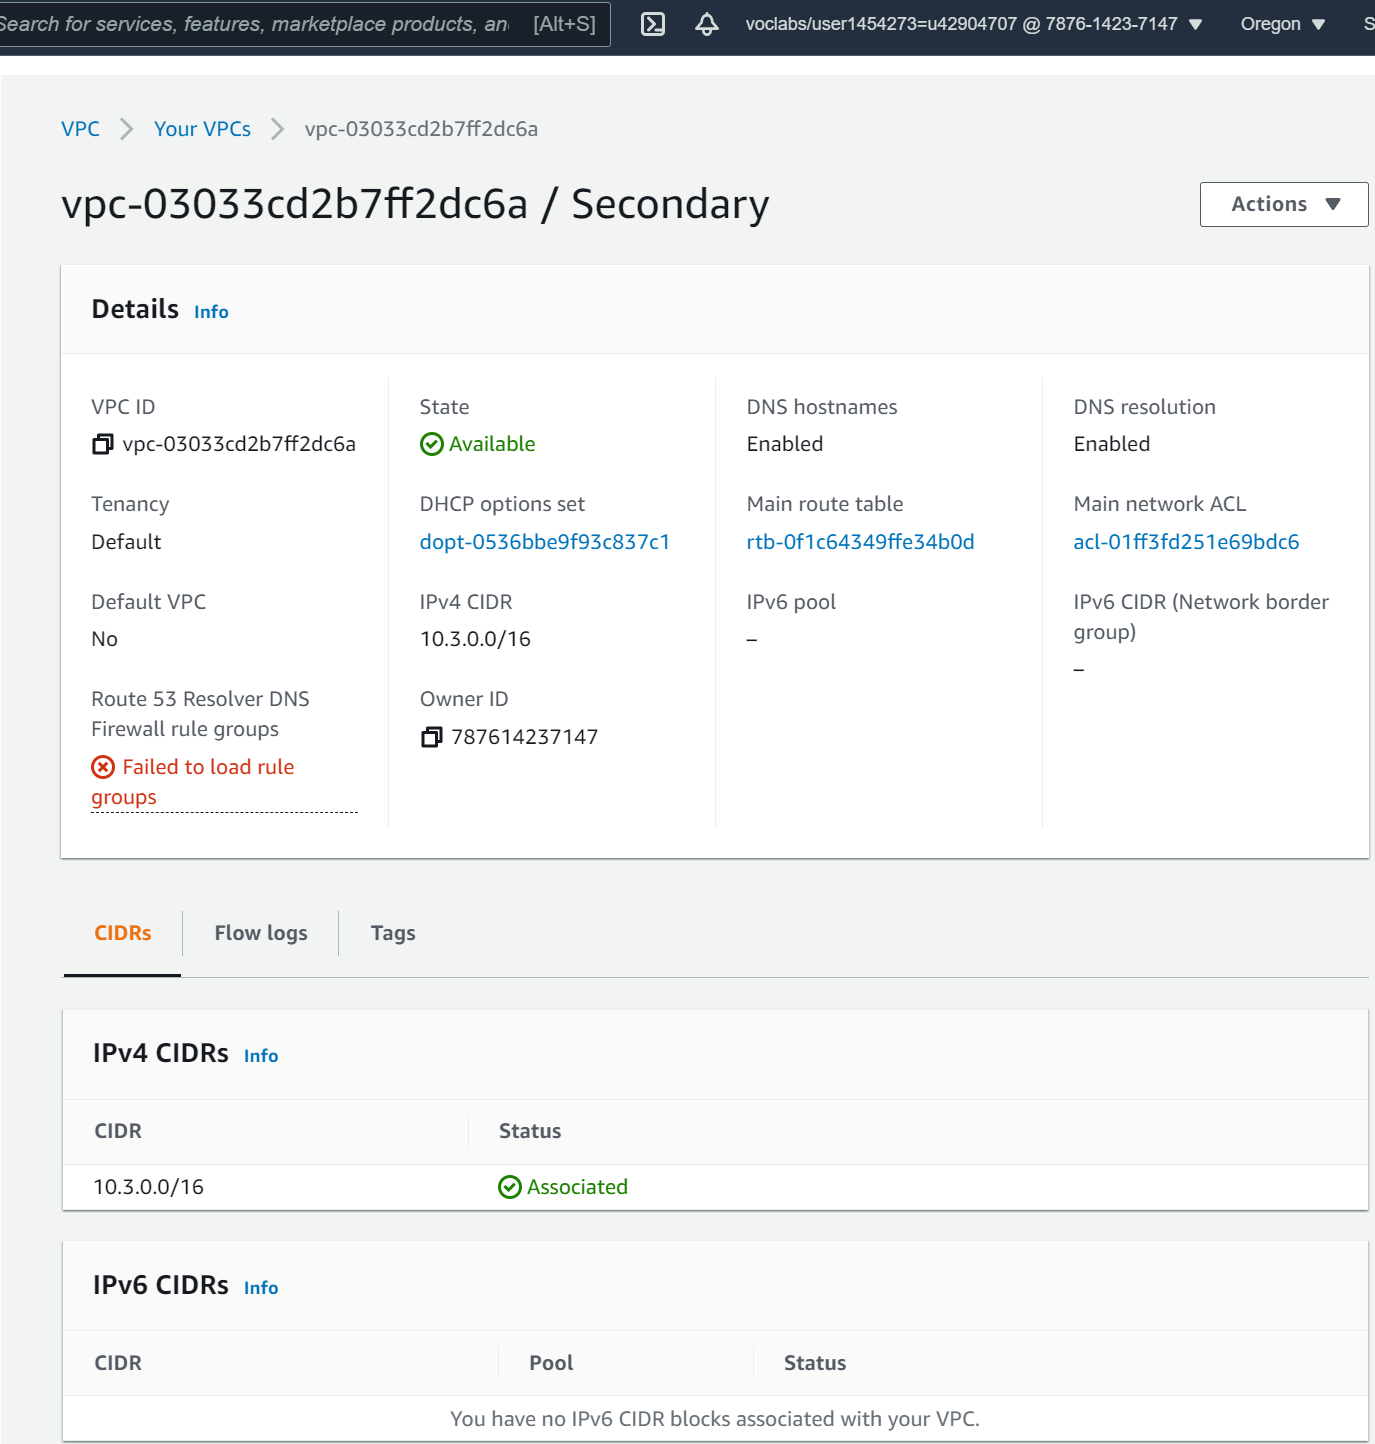 Search for services, features, marketplace products, an [Alt+S] voclabs/user1454273=u42904707 @ 7876-1423-7147 Oregon S
VPC Your VPCs vpc-03033cd2b7ff2dc6a
vpc-03033cd2b7ff2dc6a / Secondary
Actions
Details Info
VPC ID
vpc-03033cd2b7ff2dc6a
State
Available
DNS hostnames
Enabled
DNS resolution
Enabled
Tenancy
Default
DHCP options set
dopt-0536bbe9f93c837c1
Main route table
rtb-0f1c64349ffe34b0d
Main network ACL
acl-01ff3fd251e69bdc6
Default VPC
No
IPv4 CIDR
10.3.0.0/16
IPv6 pool
–
IPv6 CIDR (Network border
group)
–
Route 53 Resolver DNS
Firewall rule groups
Failed to load rule
groups
Owner ID
787614237147
CIDRs Flow logs Tags
IPv4 CIDRs Info
CIDR Status
10.3.0.0/16 Associated
IPv6 CIDRs Info
CIDR Pool Status
You have no IPv6 CIDR blocks associated with your VPC.